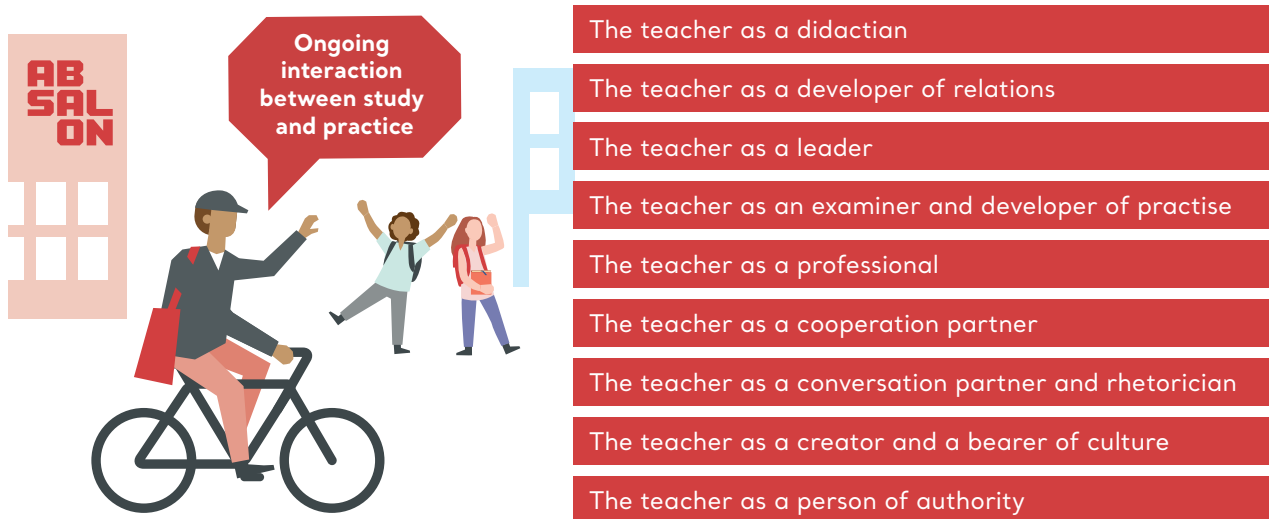 AB
SAL
ON
Ongoing
interaction
between study
and practice
The teacher as a didactian
The teacher as a developer of relations
The teacher as a leader
The teacher as an examiner and developer of practise
The teacher as a professional
The teacher as a cooperation partner
The teacher as a conversation partner and rhetorician
The teacher as a creator and a bearer of culture
The teacher as a person of authority